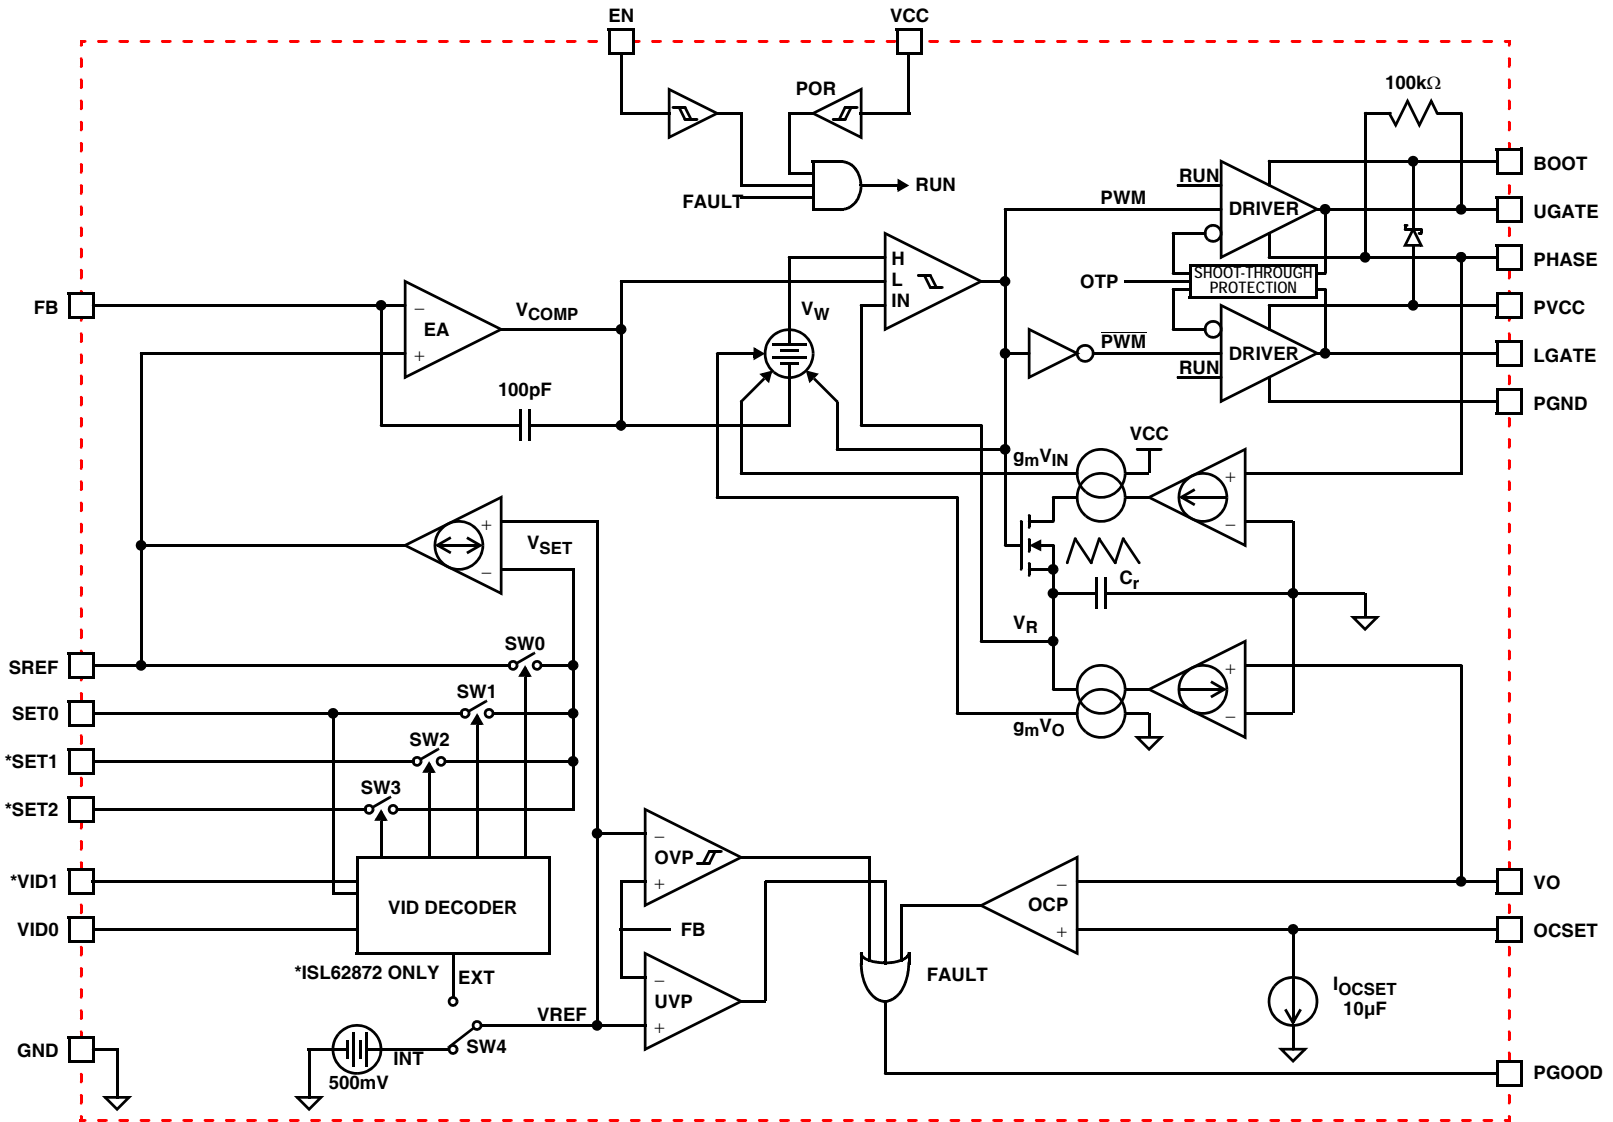 EN
VCC
POR
100kΩ
BOOT
RUN
RUN
FAULT
PWM
DRIVER
UGATE
H
L
IN
PHASE
OTP
SHOOT-THROUGH
PROTECTION
FB
−
EA
+
VCOMP
VW
PVCC
PWM
DRIVER
RUN
LGATE
100pF
PGND
VCC
gmVIN
+
−
+
VSET
−
Cr
VR
SW0
SREF
+
−
SW1
SET0
gmVO
SW2
*SET1
SW3
*SET2
−
OVP
+
*VID1
VID DECODER
VID0
−
OCP
+
VO
FB
OCSET
*ISL62872 ONLY
EXT
−
UVP
+
FAULT
IOCSET
10µF
VREF
SW4
GND
INT
500mV
PGOOD